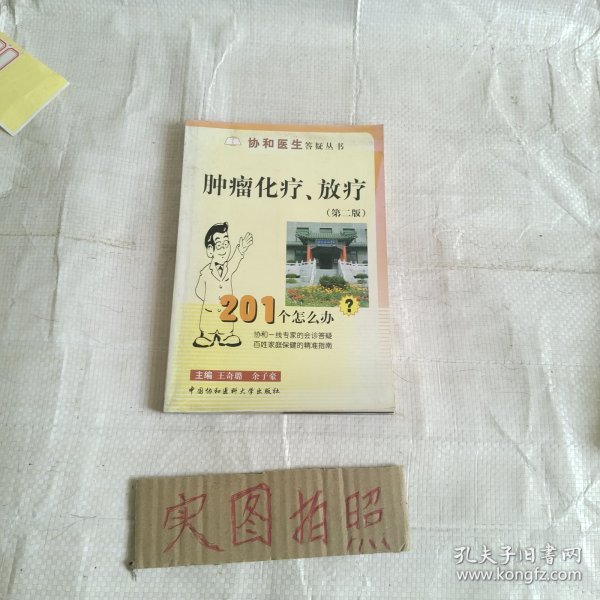 协和医生答疑丛书
肿瘤化疗、放疗
(第二版)
201个怎么办?
协和一线专家的会诊答疑
百姓家庭保健的精准指南
主编 王奇璐 余子豪
中国协和医科大学出版社
实图拍照
孔夫子旧书网
www.kongfz.com